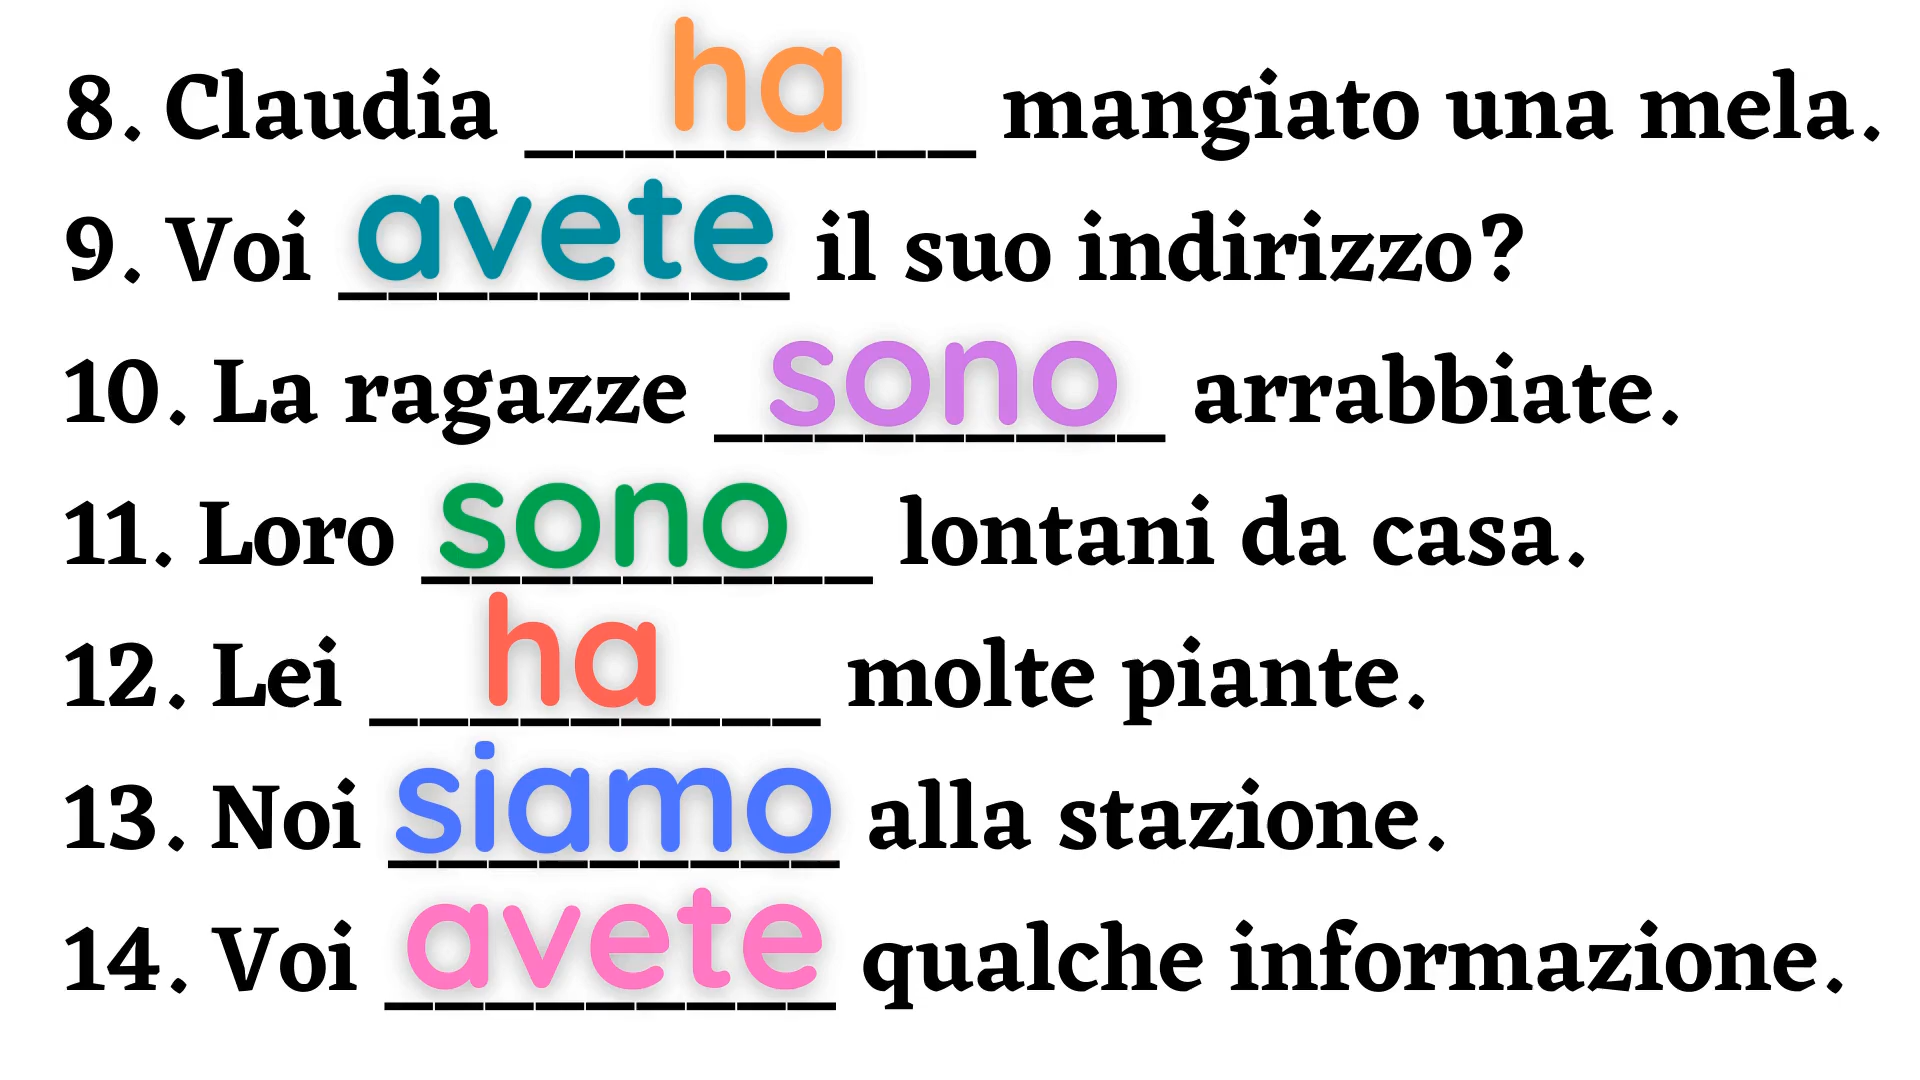 8. Claudia ha mangiato una mela.
9. Voi avete il suo indirizzo?
10. La ragazze sono arrabbiate.
11. Loro sono lontani da casa.
12. Lei ha molte piante.
13. Noi siamo alla stazione.
14. Voi avete qualche informazione.